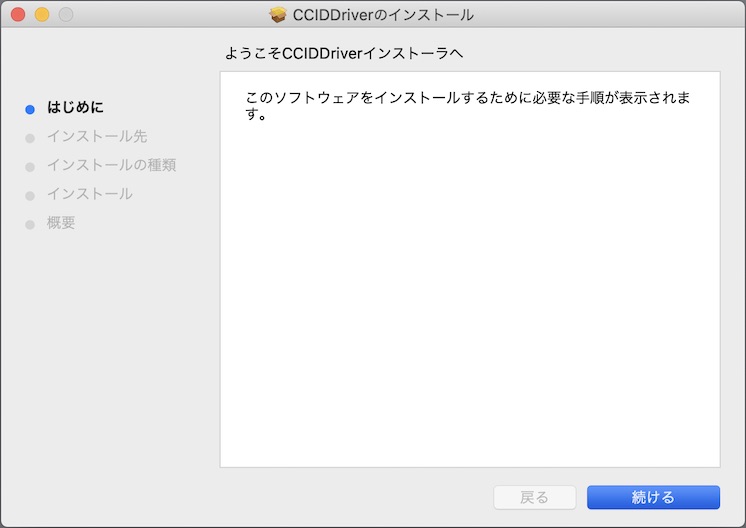 CCIDDriverのインストール
ようこそCCIDDriverインストーラへ
はじめに
インストール先
インストールの種類
インストール
概要
このソフトウェアをインストールするために必要な手順が表示されま
す。
戻る
続ける